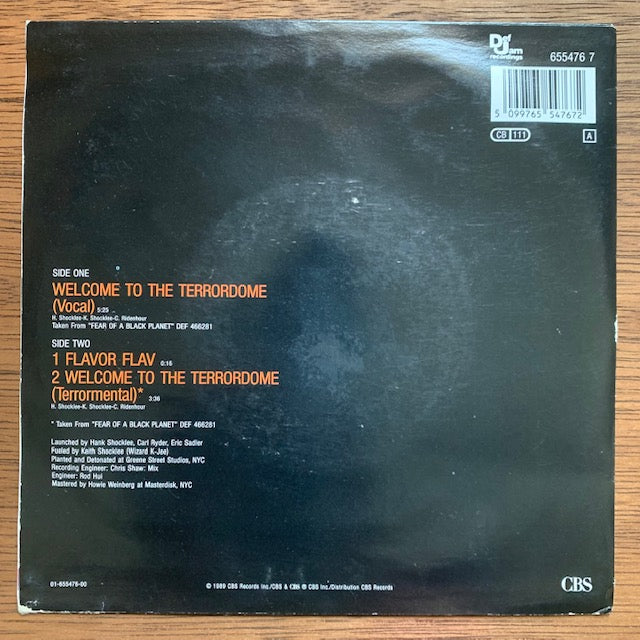 Def Jam
recordings
655476 7
5 099765 547672
CB 111
A
SIDE ONE
WELCOME TO THE TERRORDOME
(Vocal) 5:25
H. Shocklee-K. Shocklee-C. Ridenhour
Taken From "FEAR OF A BLACK PLANET" DEF 466281
SIDE TWO
1 FLAVOR FLAV 0:16
2 WELCOME TO THE TERRORDOME
(Terrormental)* 3:36
H. Shocklee-K. Shocklee-C. Ridenhour
* Taken From "FEAR OF A BLACK PLANET" DEF 466281
Launched by Hank Shocklee, Carl Ryder, Eric Sadler
Fueled by Keith Shocklee (Wizard K-Jee)
Planted and Detonated at Greene Street Studios, NYC
Recording Engineer: Chris Shaw: Mix
Engineer: Rod Hui
Mastered by Howie Weinberg at Masterdisk, NYC
01-655476-00
© 1989 CBS Records Inc./CBS & CBS ® CBS Inc./Distribution CBS Records
CBS